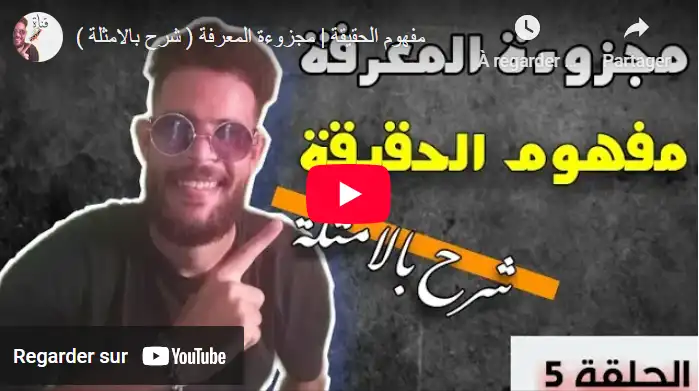 مفهوم الحقيقة | مجزوءة المعرفة ( شرح بالامثلة )
À regarder ...
Partager
مجزوءة المعرفة
مفهوم الحقيقة
شرح بالامثلة
الحلقة 5
Regarder sur YouTube
قناة